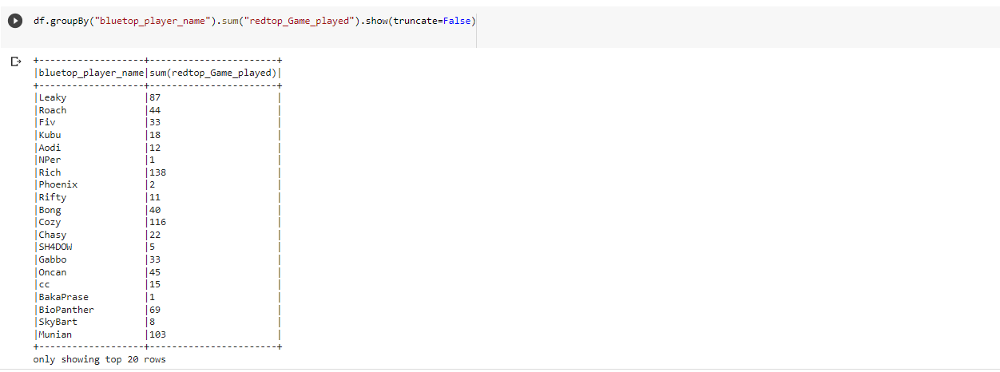 df.groupBy("bluetop_player_name").sum("redtop_Game_played").show(truncate=False)
+-------------------+-----------------------+
|bluetop_player_name|sum(redtop_Game_played)|
+-------------------+-----------------------+
|Leaky              |87                     |
|Roach              |44                     |
|Fiv                |33                     |
|Kubu               |18                     |
|Aodi               |12                     |
|NPer               |1                      |
|Rich               |138                    |
|Phoenix            |2                      |
|Rifty              |11                     |
|Bong               |40                     |
|Cozy               |116                    |
|Chasy              |22                     |
|SH4DOW             |5                      |
|Gabbo              |33                     |
|Oncan              |45                     |
|cc                 |15                     |
|BakaPrase          |1                      |
|BioPanther         |69                     |
|SkyBart            |8                      |
|Munian             |103                    |
+-------------------+-----------------------+
only showing top 20 rows